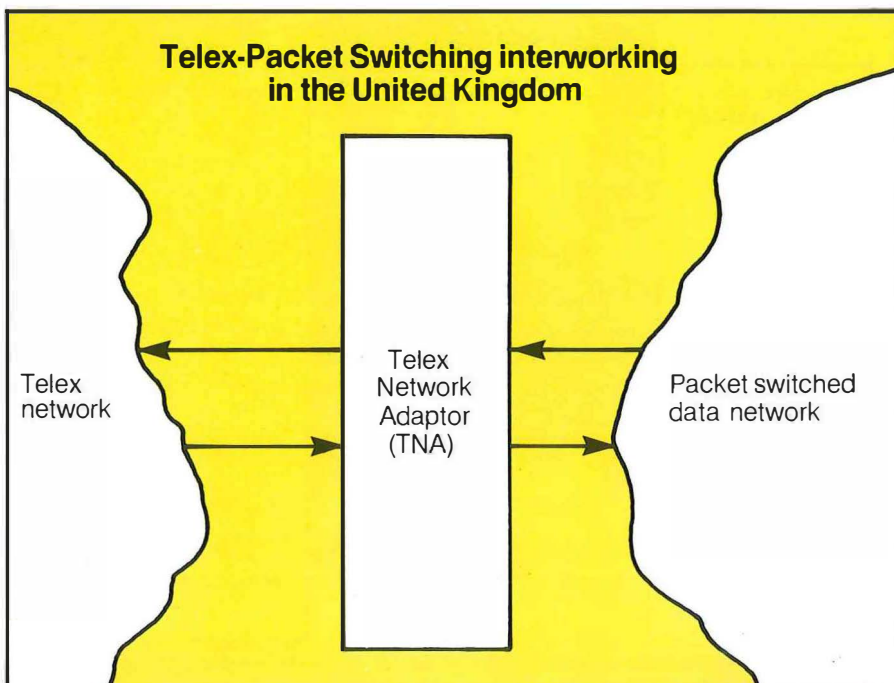 Telex-Packet Switching interworking
in the United Kingdom
Telex
network
Telex
Network
Adaptor
(TNA)
Packet switched
data network